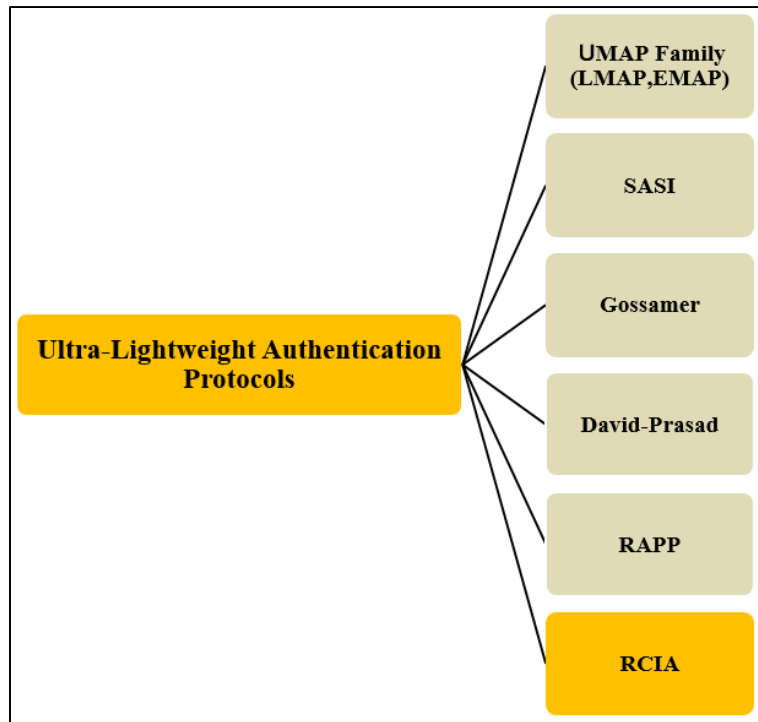 UMAP Family
(LMAP,EMAP)
SASI
Gossamer
Ultra-Lightweight Authentication
Protocols
David-Prasad
RAPP
RCIA